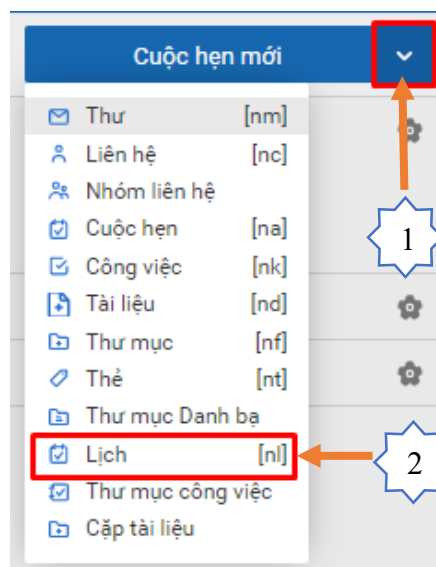 Cuộc hẹn mới
Thư [nm]
Liên hệ [nc]
Nhóm liên hệ
Cuộc hẹn [na]
Công việc [nk]
1
Tài liệu [nd]
Thư mục [nf]
Thẻ [nt]
Thư mục Danh bạ
Lịch [nl]
2
Thư mục công việc
Cặp tài liệu